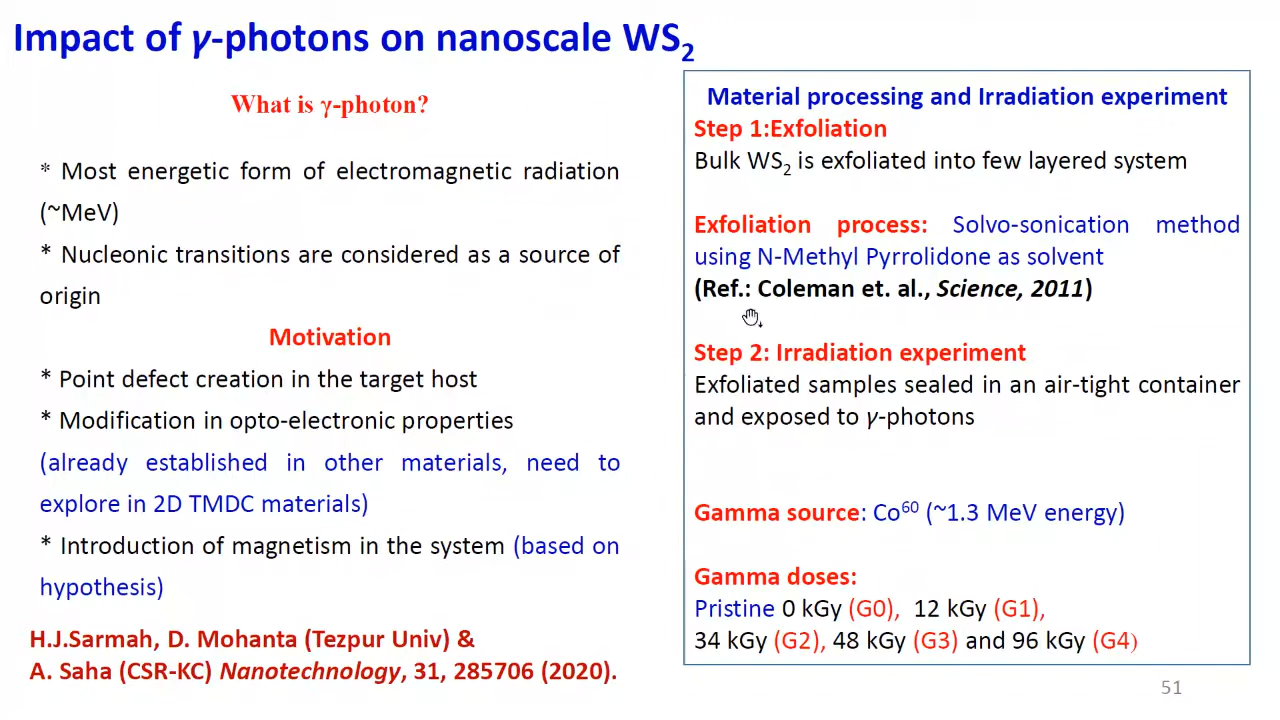 Impact of γ-photons on nanoscale WS₂
What is γ-photon?
* Most energetic form of electromagnetic radiation
(~MeV)
* Nucleonic transitions are considered as a source of
origin
Motivation
* Point defect creation in the target host
* Modification in opto-electronic properties
(already established in other materials, need to
explore in 2D TMDC materials)
* Introduction of magnetism in the system (based on
hypothesis)
H.J.Sarmah, D. Mohanta (Tezpur Univ) &
A. Saha (CSR-KC) Nanotechnology, 31, 285706 (2020).
Material processing and Irradiation experiment
Step 1:Exfoliation
Bulk WS₂ is exfoliated into few layered system
Exfoliation process: Solvo-sonication method
using N-Methyl Pyrrolidone as solvent
(Ref.: Coleman et. al., Science, 2011)
Step 2: Irradiation experiment
Exfoliated samples sealed in an air-tight container
and exposed to γ-photons
Gamma source: Co⁶⁰ (~1.3 MeV energy)
Gamma doses:
Pristine 0 kGy (G0), 12 kGy (G1),
34 kGy (G2), 48 kGy (G3) and 96 kGy (G4)
51